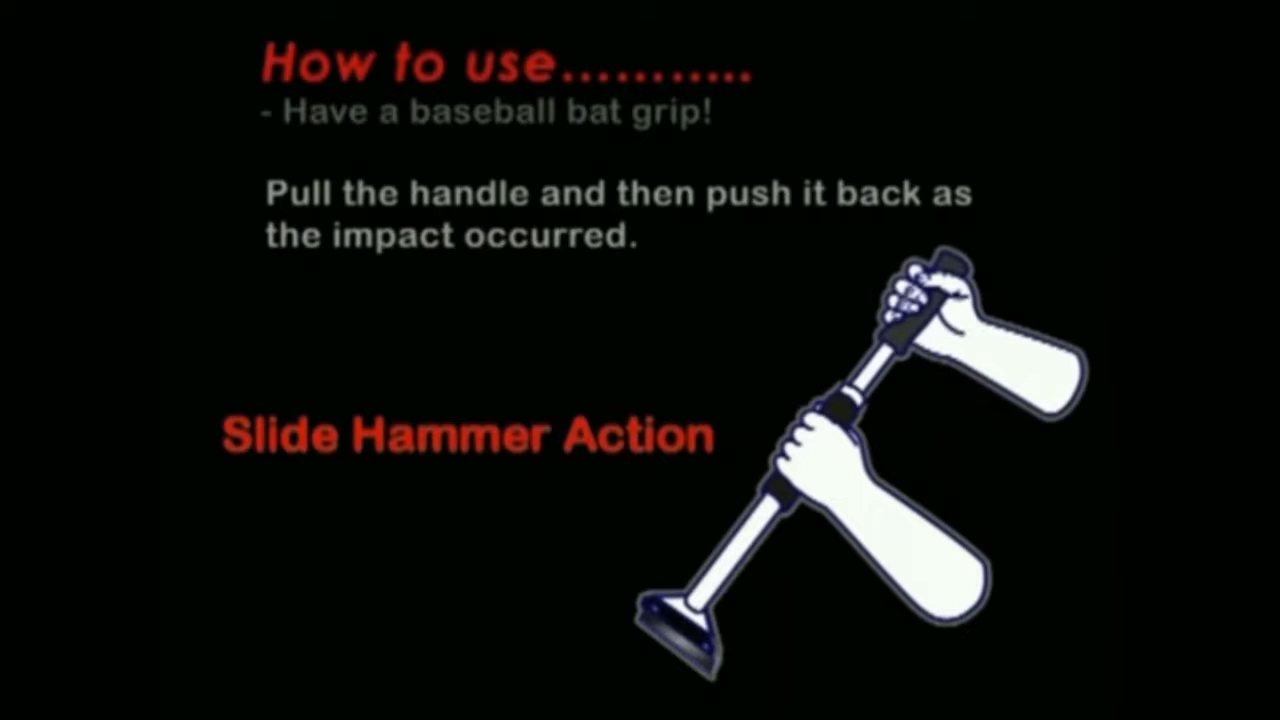 How to use...........
- Have a baseball bat grip!
Pull the handle and then push it back as
the impact occurred.
Slide Hammer Action